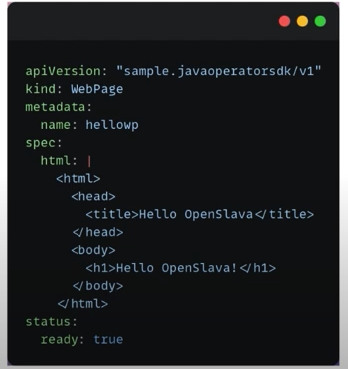 apiVersion: "sample.javaoperatorsdk/v1"
kind: WebPage
metadata:
  name: hellowp
spec:
  html: |
    <html>
      <head>
        <title>Hello OpenSlava</title>
      </head>
      <body>
        <h1>Hello OpenSlava!</h1>
      </body>
    </html>
status:
  ready: true